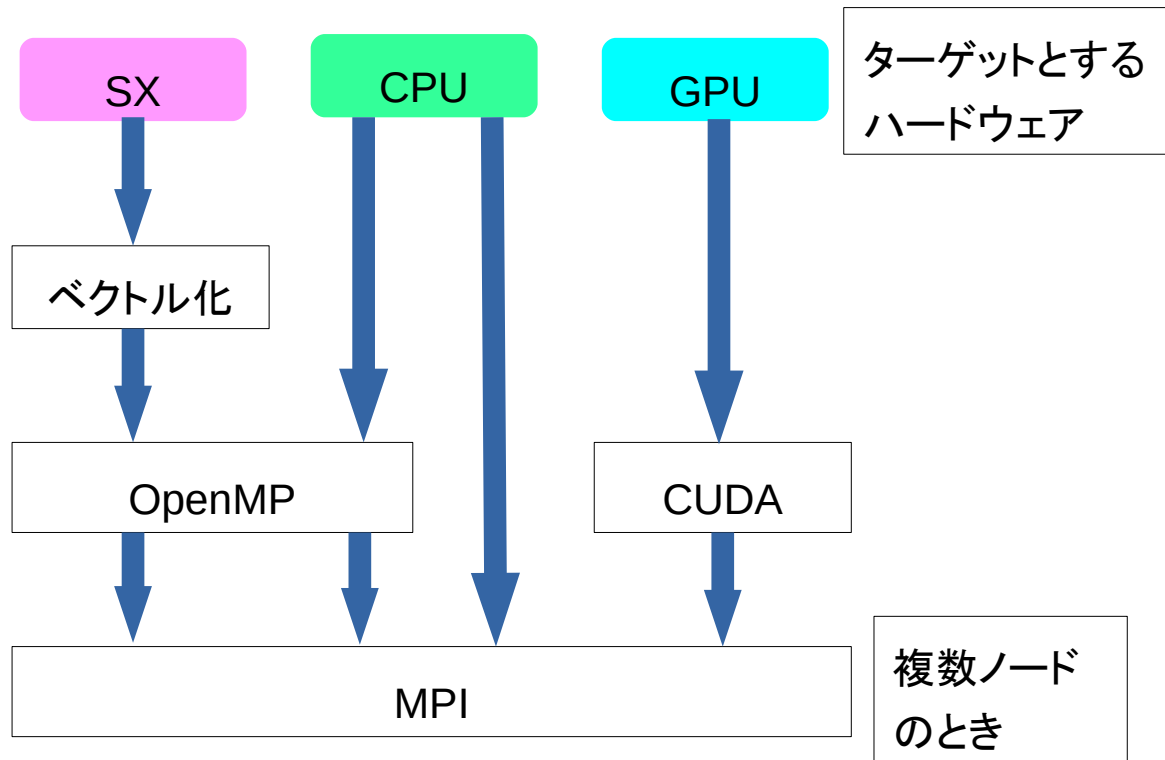 SX
CPU
GPU
ターゲットとする
ハードウェア
ベクトル化
OpenMP
CUDA
MPI
複数ノード
のとき